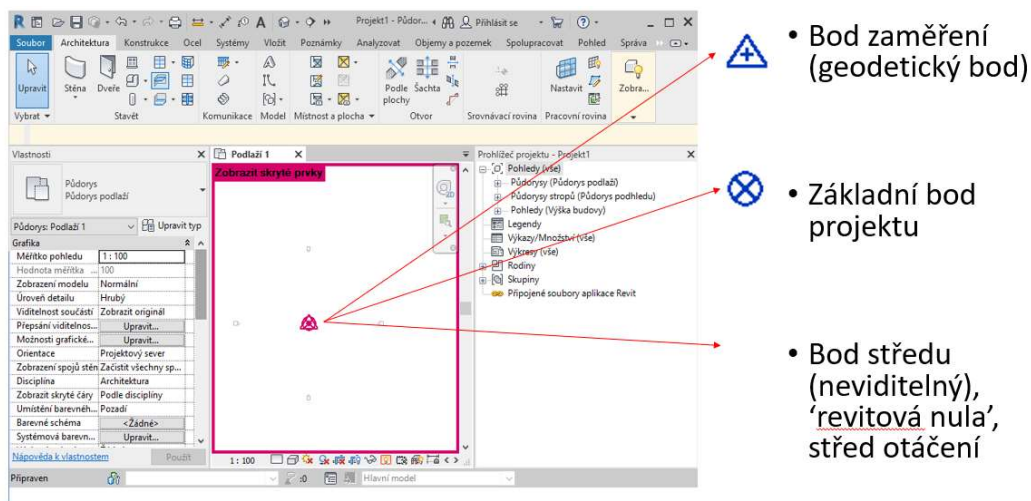 Projekt1 - Půdor...
Přihlásit se
Soubor Architektura Konstrukce Ocel Systémy Vložit Poznámky Analyzovat Objemy a pozemek Spolupracovat Pohled Správa
Upravit Stěna Dveře Podle plochy Šachta Nastavit Zobra...
Vybrat Stavět Komunikace Model Místnost a plocha Otvor Srovnávací rovina Pracovní rovina
Vlastnosti
Podlaží 1
Prohlížeč projektu - Projekt1
Zobrazit skryté prvky
Půdorys
Půdorys podlaží
Půdorys: Podlaží 1 Upravit typ
Grafika
Měřítko pohledu 1 : 100
Hodnota měřítka ... 100
Zobrazení modelu Normální
Úroveň detailu Hrubý
Viditelnost součástí Zobrazit originál
Přepsání viditelnos... Upravit...
Možnosti grafické... Upravit...
Orientace Projektový sever
Zobrazení spojů stěn Začistit všechny sp...
Disciplína Architektura
Zobrazit skryté čáry Podle disciplíny
Umístění barevnéh... Pozadí
Barevné schéma <Žádné>
Systémová barevn... Upravit...
Nápověda k vlastnostem Použít
Pohledy (vše)
Půdorysy (Půdorys podlaží)
Půdorysy stropů (Půdorys podhledu)
Pohledy (Výška budovy)
Legendy
Výkazy/Množství (vše)
Výkresy (vše)
Rodiny
Skupiny
Připojené soubory aplikace Revit
1 : 100
Připraven :0 Hlavní model
• Bod zaměření
(geodetický bod)
• Základní bod
projektu
• Bod středu
(neviditelný),
‘revitová nula’,
střed otáčení